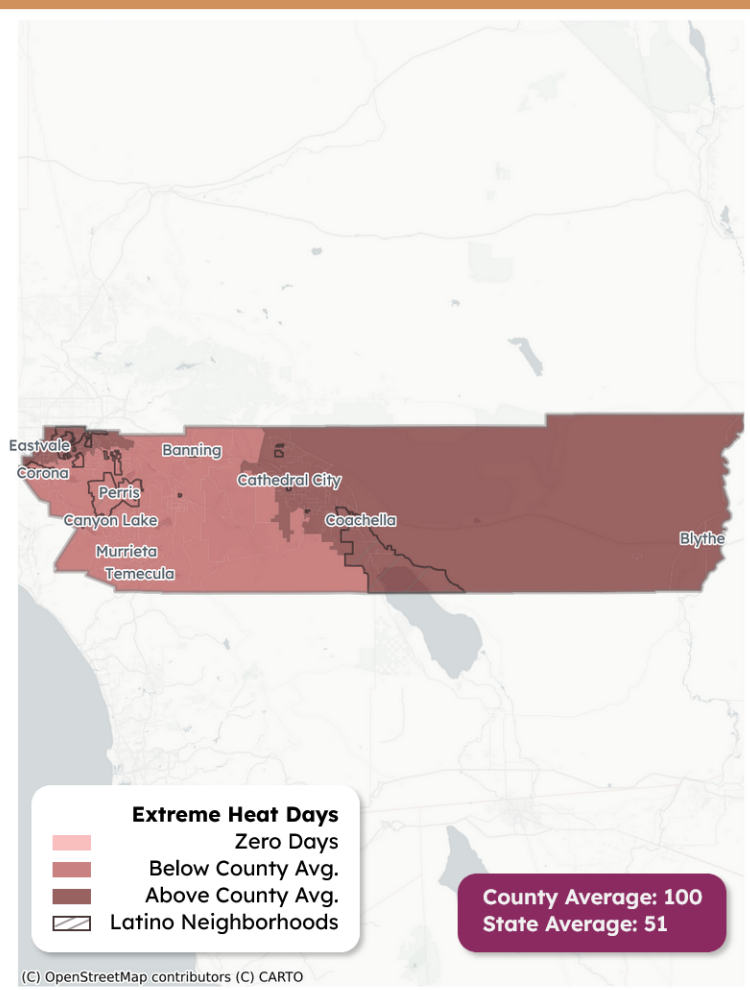 Eastvale
Banning
Corona
Cathedral City
Perris
Canyon Lake
Coachella
Blythe
Murrieta
Temecula
Extreme Heat Days
Zero Days
Below County Avg.
Above County Avg.
Latino Neighborhoods
County Average: 100
State Average: 51
(C) OpenStreetMap contributors (C) CARTO